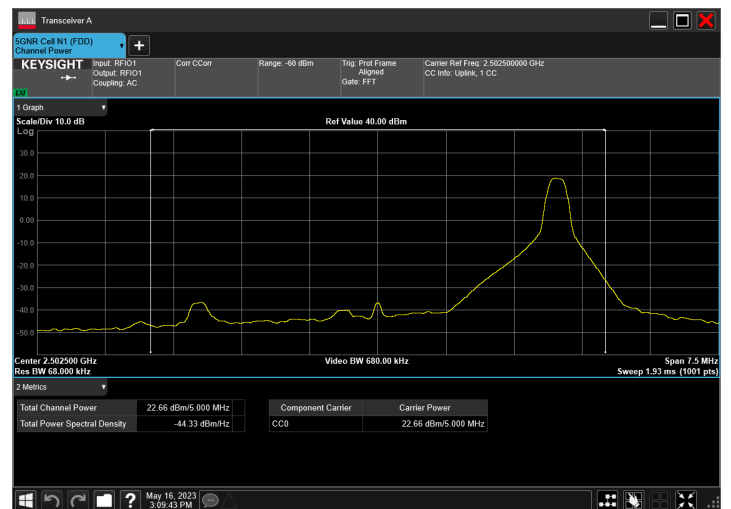 Transceiver A
5GNR Cell N1 (FDD)
Channel Power
KEYSIGHT
LXI
Input: RFIO1
Output: RFIO1
Coupling: AC
Corr CCorr
Range: -60 dBm
Trig: Prot Frame
Aligned
Gate: FFT
Carrier Ref Freq: 2.502500000 GHz
CC Info: Uplink, 1 CC
1 Graph
Scale/Div 10.0 dB
Ref Value 40.00 dBm
Log
30.0
20.0
10.0
0.00
-10.0
-20.0
-30.0
-40.0
-50.0
Center 2.502500 GHz
Video BW 680.00 kHz
Span 7.5 MHz
Res BW 68.000 kHz
Sweep 1.93 ms (1001 pts)
2 Metrics
Total Channel Power 22.66 dBm/5.000 MHz
Total Power Spectral Density -44.33 dBm/Hz
Component Carrier Carrier Power
CC0 22.66 dBm/5.000 MHz
May 16, 2023
3:09:43 PM